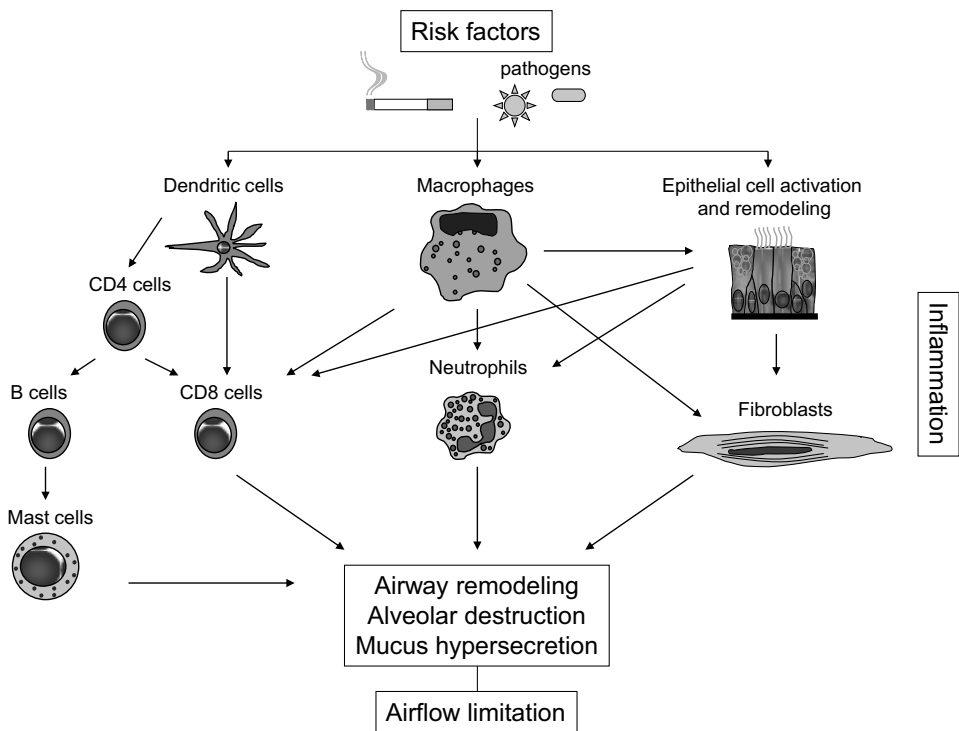 Risk factors
pathogens
Dendritic cells
Macrophages
Epithelial cell activation
and remodeling
CD4 cells
B cells
CD8 cells
Neutrophils
Fibroblasts
Inflammation
Mast cells
Airway remodeling
Alveolar destruction
Mucus hypersecretion
Airflow limitation